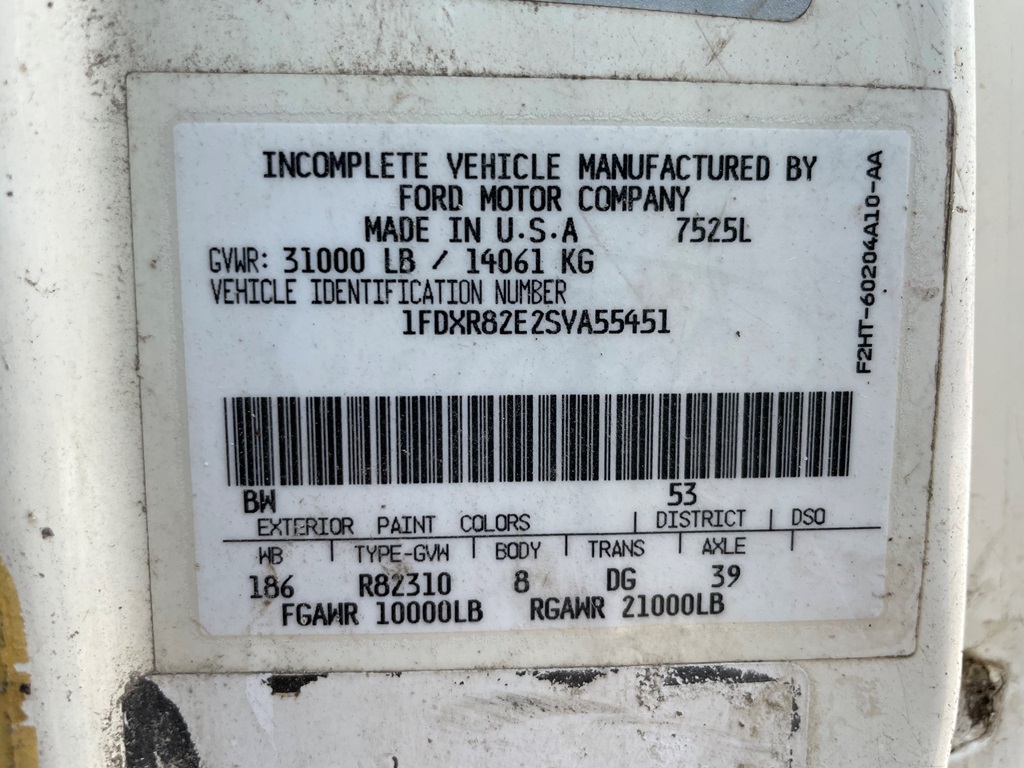 INCOMPLETE VEHICLE MANUFACTURED BY
FORD MOTOR COMPANY
MADE IN U.S.A 7525L
GVWR: 31000 LB / 14061 KG
VEHICLE IDENTIFICATION NUMBER
1FDXR82E2SVA55451
F2HT-60204A10-AA
BW 53
EXTERIOR PAINT COLORS DISTRICT DSO
WB TYPE-GVW BODY TRANS AXLE
186 R82310 8 DG 39
FGAWR 10000LB RGAWR 21000LB